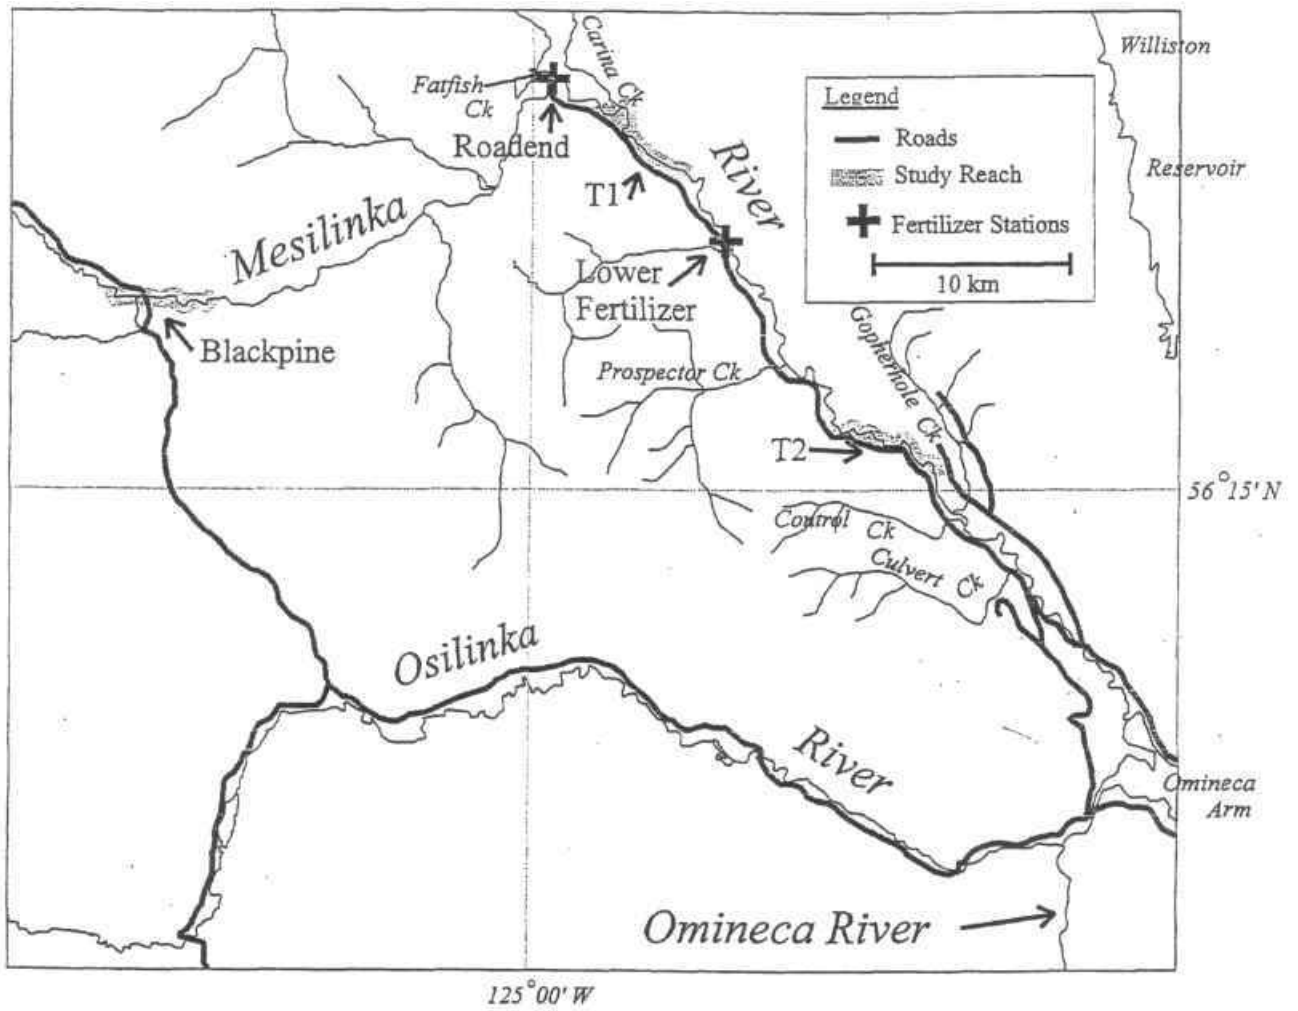 Carina Ck
Williston
Fatfish
Ck
Roadend
Legend
Roads
Reservoir
Study Reach
Fertilizer Stations
10 km
River
T1
Mesilinka
Lower
Fertilizer
Blackpine
Prospector Ck
Gopherhole Ck
T2
56°15' N
Control
Ck
Culvert
Ck
Osilinka
River
Omineca
Arm
Omineca River
125°00' W